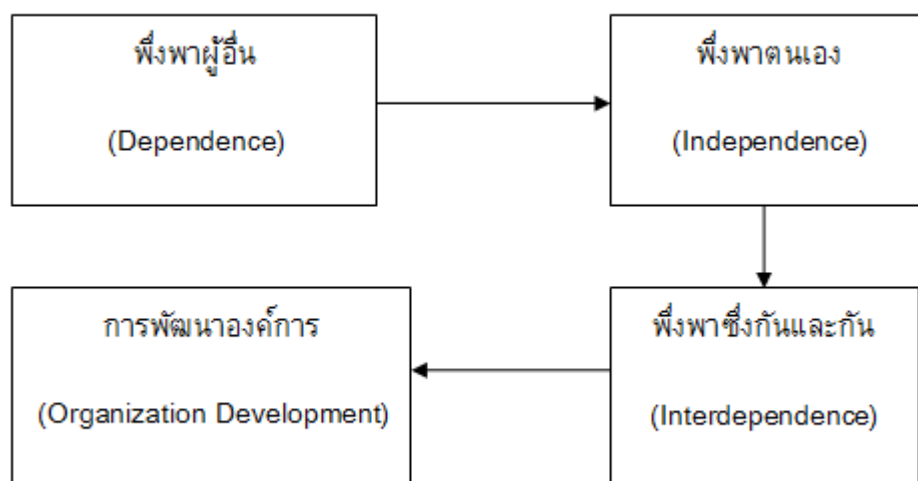 พึ่งพาผู้อื่น
(Dependence)
พึ่งพาตนเอง
(Independence)
พึ่งพาซึ่งกันและกัน
(Interdependence)
การพัฒนาองค์การ
(Organization Development)